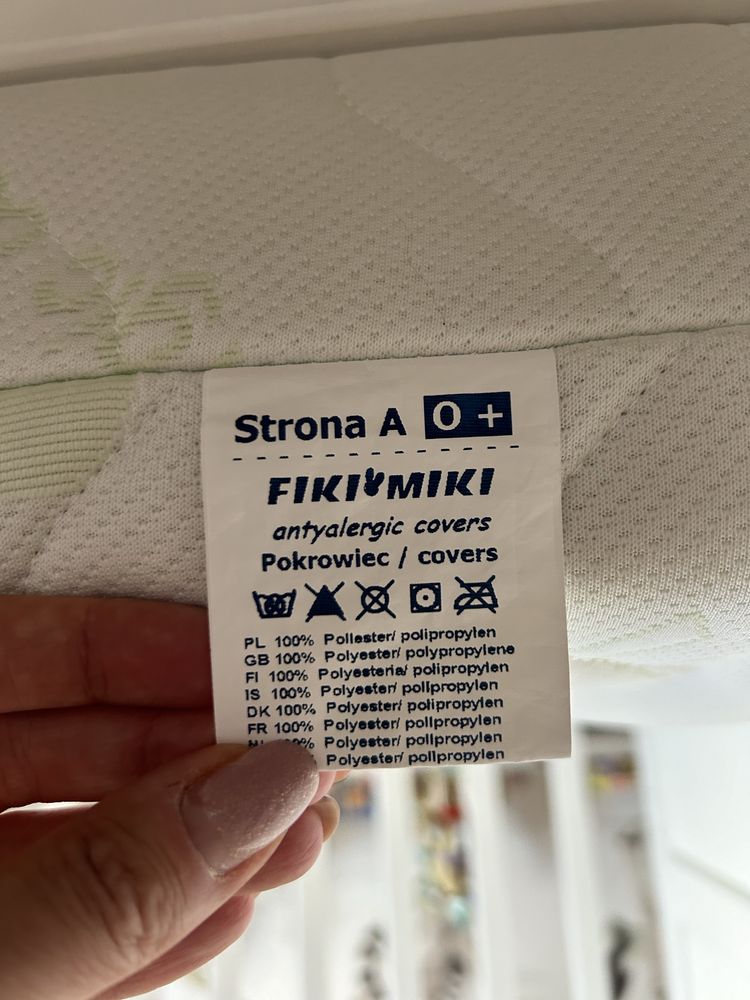 Strona A 0 +
FIKI MIKI
antyalergic covers
Pokrowiec / covers
PL 100% Poliester/ polipropylen
GB 100% Polyester/ polypropylene
FI 100% Polyesteria/ polipropylen
IS 100% Polyester/ polipropylen
DK 100% Polyester/ polipropylen
FR 100% Polyester/ polipropylen
Polyester/ polipropylen
Polyester/ polipropylen